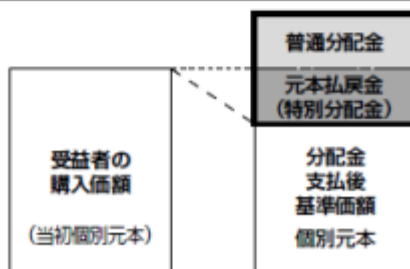 普通分配金
元本払戻金
（特別分配金）
受益者の
購入価額
（当初個別元本）
分配金
支払後
基準価額
個別元本